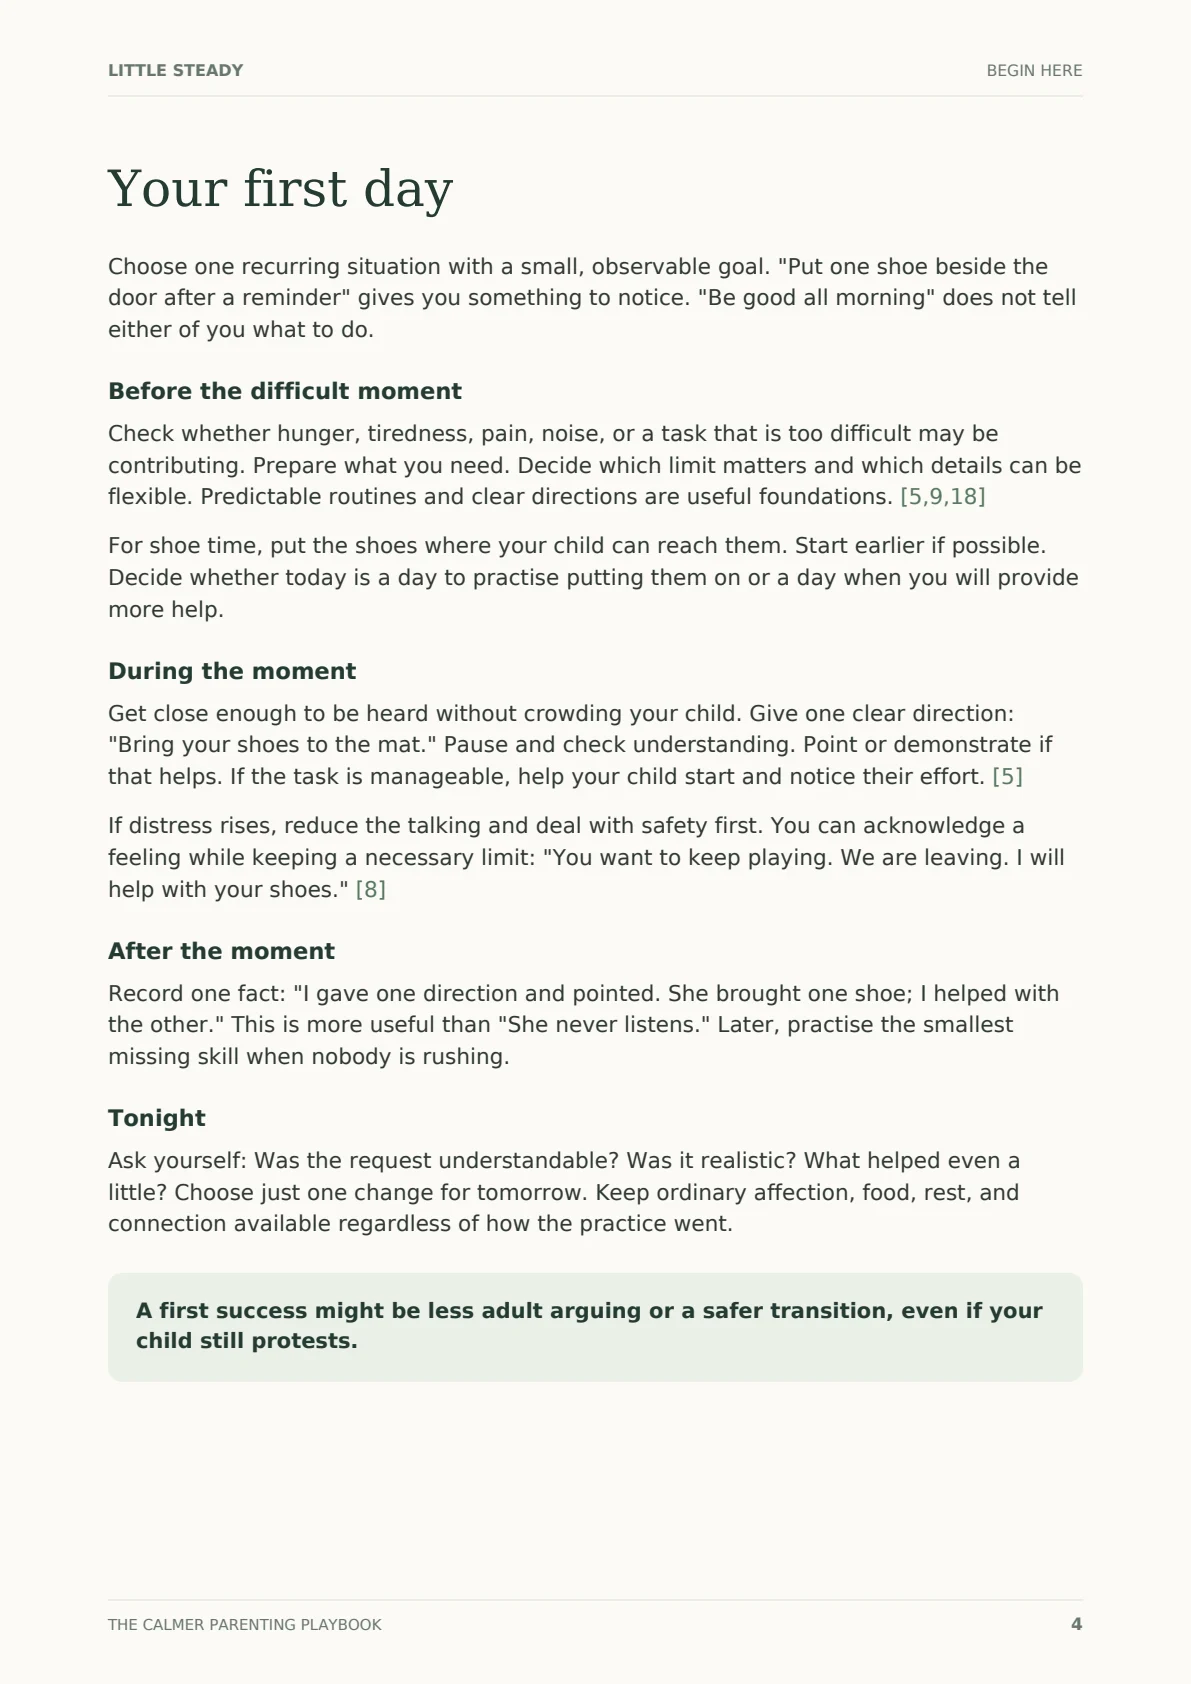 LITTLE STEADY
BEGIN HERE
Your first day
Choose one recurring situation with a small, observable goal. "Put one shoe beside the
door after a reminder" gives you something to notice. "Be good all morning" does not tell
either of you what to do.
Before the difficult moment
Check whether hunger, tiredness, pain, noise, or a task that is too difficult may be
contributing. Prepare what you need. Decide which limit matters and which details can be
flexible. Predictable routines and clear directions are useful foundations. [5,9,18]
For shoe time, put the shoes where your child can reach them. Start earlier if possible.
Decide whether today is a day to practise putting them on or a day when you will provide
more help.
During the moment
Get close enough to be heard without crowding your child. Give one clear direction:
"Bring your shoes to the mat." Pause and check understanding. Point or demonstrate if
that helps. If the task is manageable, help your child start and notice their effort. [5]
If distress rises, reduce the talking and deal with safety first. You can acknowledge a
feeling while keeping a necessary limit: "You want to keep playing. We are leaving. I will
help with your shoes." [8]
After the moment
Record one fact: "I gave one direction and pointed. She brought one shoe; I helped with
the other." This is more useful than "She never listens." Later, practise the smallest
missing skill when nobody is rushing.
Tonight
Ask yourself: Was the request understandable? Was it realistic? What helped even a
little? Choose just one change for tomorrow. Keep ordinary affection, food, rest, and
connection available regardless of how the practice went.
A first success might be less adult arguing or a safer transition, even if your
child still protests.
THE CALMER PARENTING PLAYBOOK
4